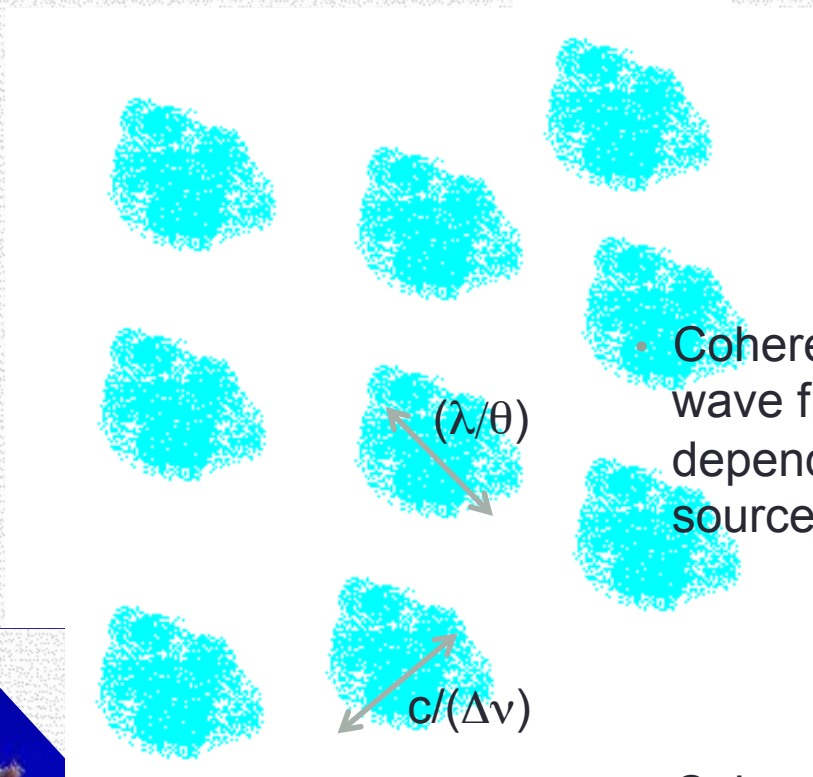 (λ/θ)
• Cohere
wave f
depend
source
c/(Δν)